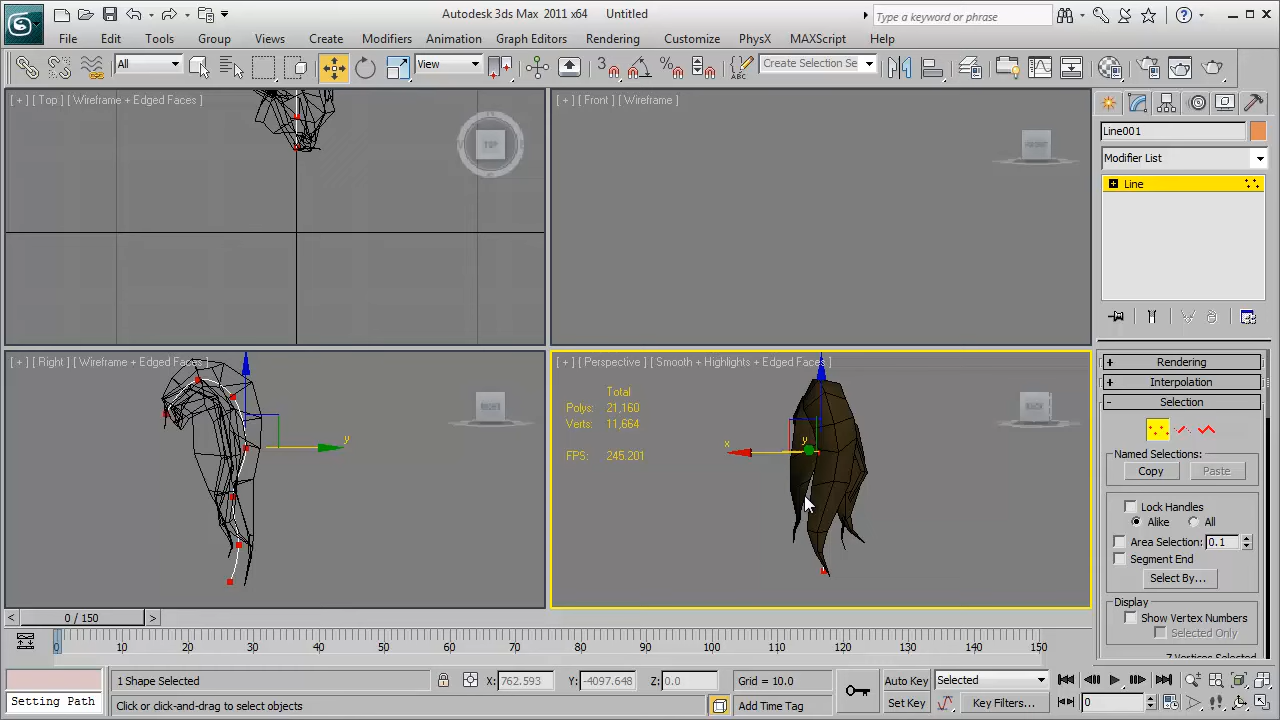 Autodesk 3ds Max 2011 x64 Untitled
Type a keyword or phrase
File Edit Tools Group Views Create Modifiers Animation Graph Editors Rendering Customize PhysX MAXScript Help
All
View
Create Selection Se
[ + ] [ Top ] [ Wireframe + Edged Faces ]
TOP
[ + ] [ Front ] [ Wireframe ]
FRONT
Line001
Modifier List
Line
[ + ] [ Right ] [ Wireframe + Edged Faces ]
RIGHT
y
[ + ] [ Perspective ] [ Smooth + Highlights + Edged Faces ]
Total
Polys: 21,160
Verts: 11,664
FPS: 245.201
x
y
Rendering
Interpolation
Selection
Named Selections:
Copy Paste
Lock Handles
Alike All
Area Selection: 0.1
Segment End
Select By...
Display
Show Vertex Numbers
Selected Only
7 Vertices Selected
0 / 150
0 10 20 30 40 50 60 70 80 90 100 110 120 130 140 150
1 Shape Selected
X: 762.593 Y: -4097.648 Z: 0.0
Grid = 10.0
Auto Key Selected
Setting Path
Click or click-and-drag to select objects
Add Time Tag
Set Key Key Filters...
0